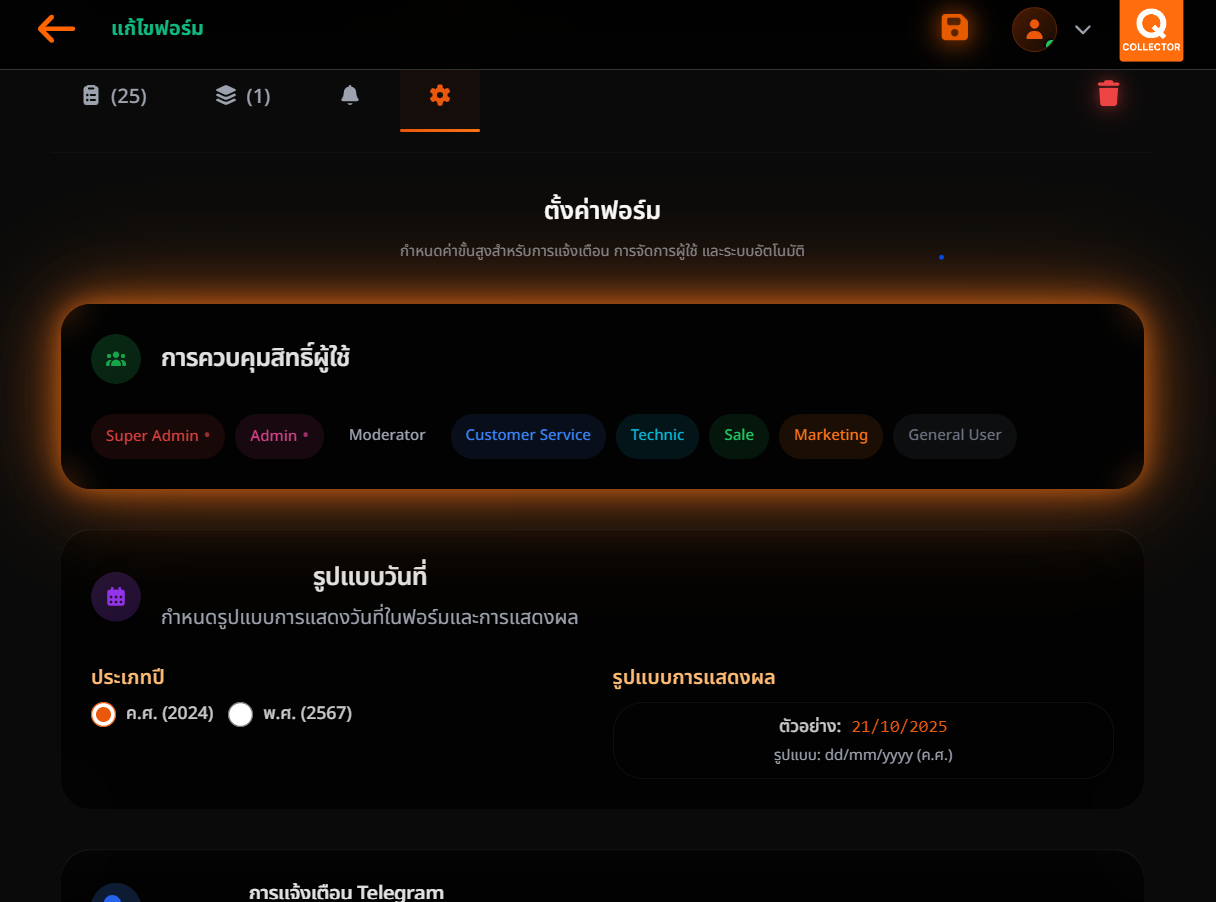 แก้ไขฟอร์ม
Q
COLLECTOR
(25)
(1)
ตั้งค่าฟอร์ม
กำหนดค่าขั้นสูงสำหรับการแจ้งเตือน การจัดการผู้ใช้ และระบบอัตโนมัติ
การควบคุมสิทธิ์ผู้ใช้
Super Admin • Admin • Moderator Customer Service Technic Sale Marketing General User
รูปแบบวันที่
กำหนดรูปแบบการแสดงวันที่ในฟอร์มและการแสดงผล
ประเภทปี
ค.ศ. (2024) พ.ศ. (2567)
รูปแบบการแสดงผล
ตัวอย่าง: 21/10/2025
รูปแบบ: dd/mm/yyyy (ค.ศ.)
การแจ้งเตือน Telegram